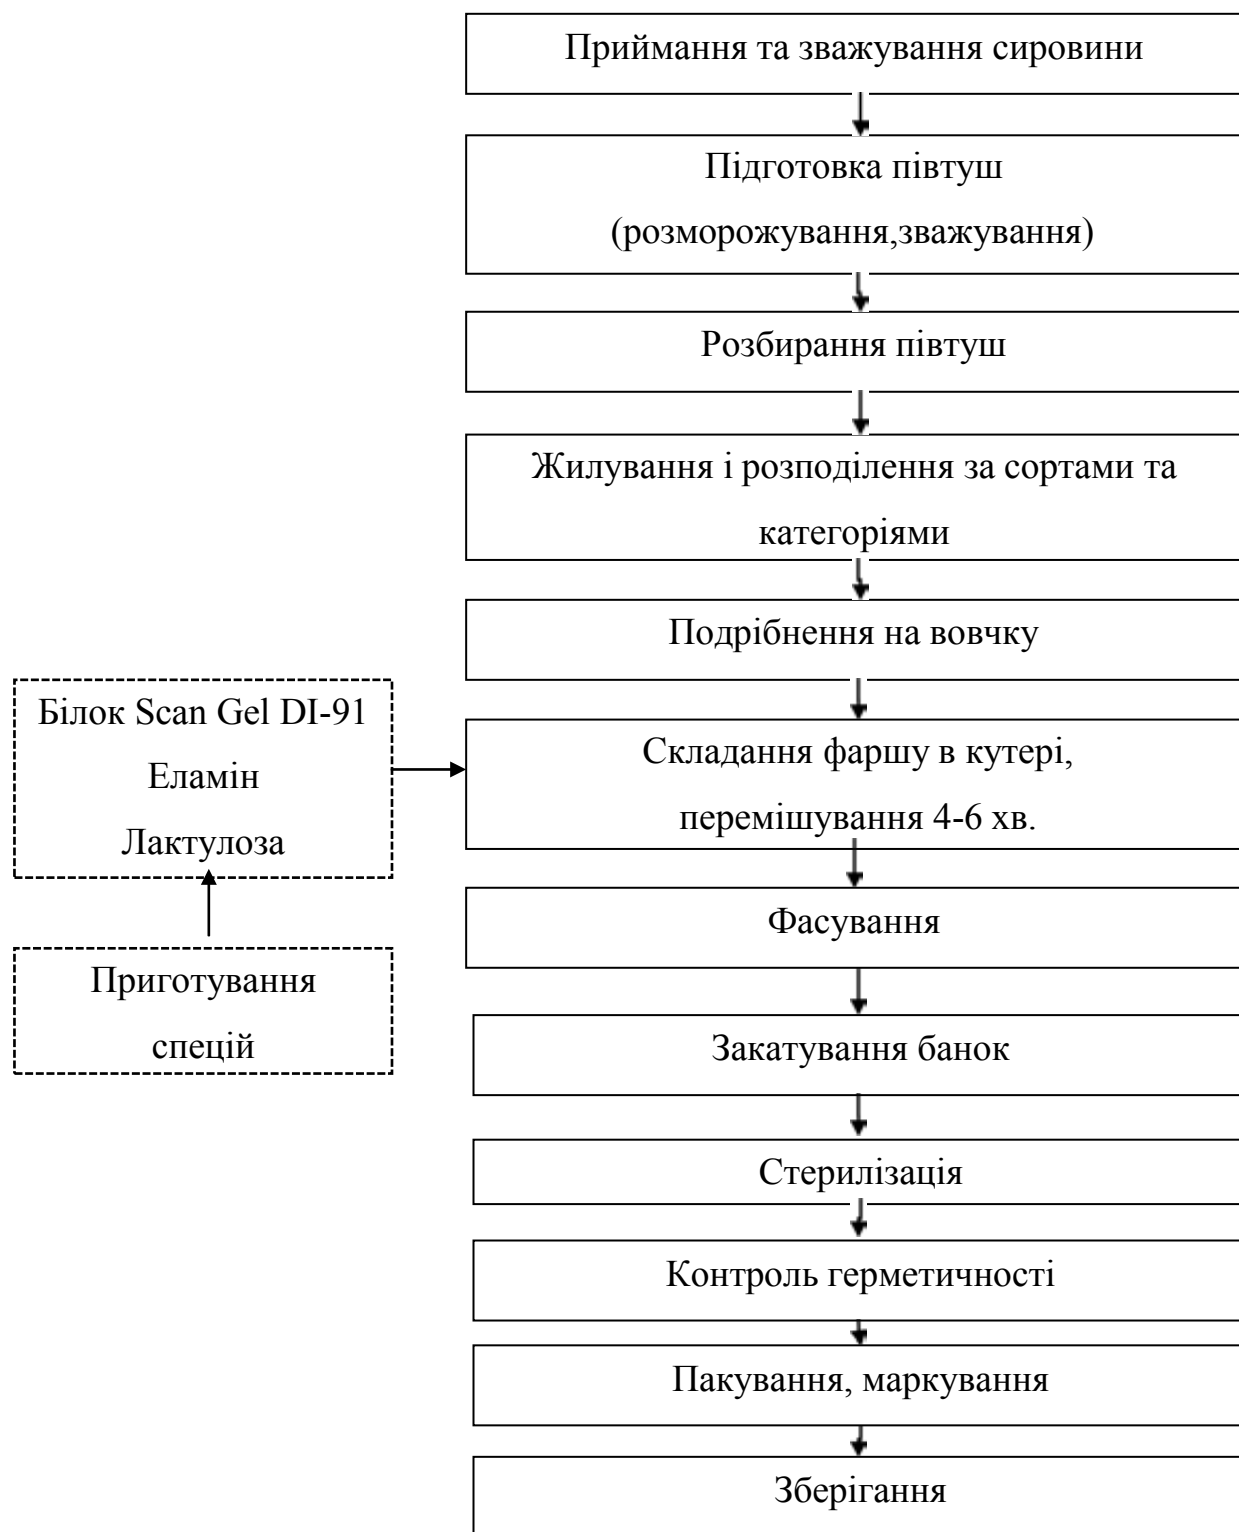 Приймання та зважування сировини
Підготовка півтуш
(розморожування,зважування)
Розбирання півтуш
Жилування і розподілення за сортами та
категоріями
Подрібнення на вовчку
Білок Scan Gel DI-91
Еламін
Лактулоза
Складання фаршу в кутері,
перемішування 4-6 хв.
Приготування
спецій
Фасування
Закатування банок
Стерилізація
Контроль герметичності
Пакування, маркування
Зберігання